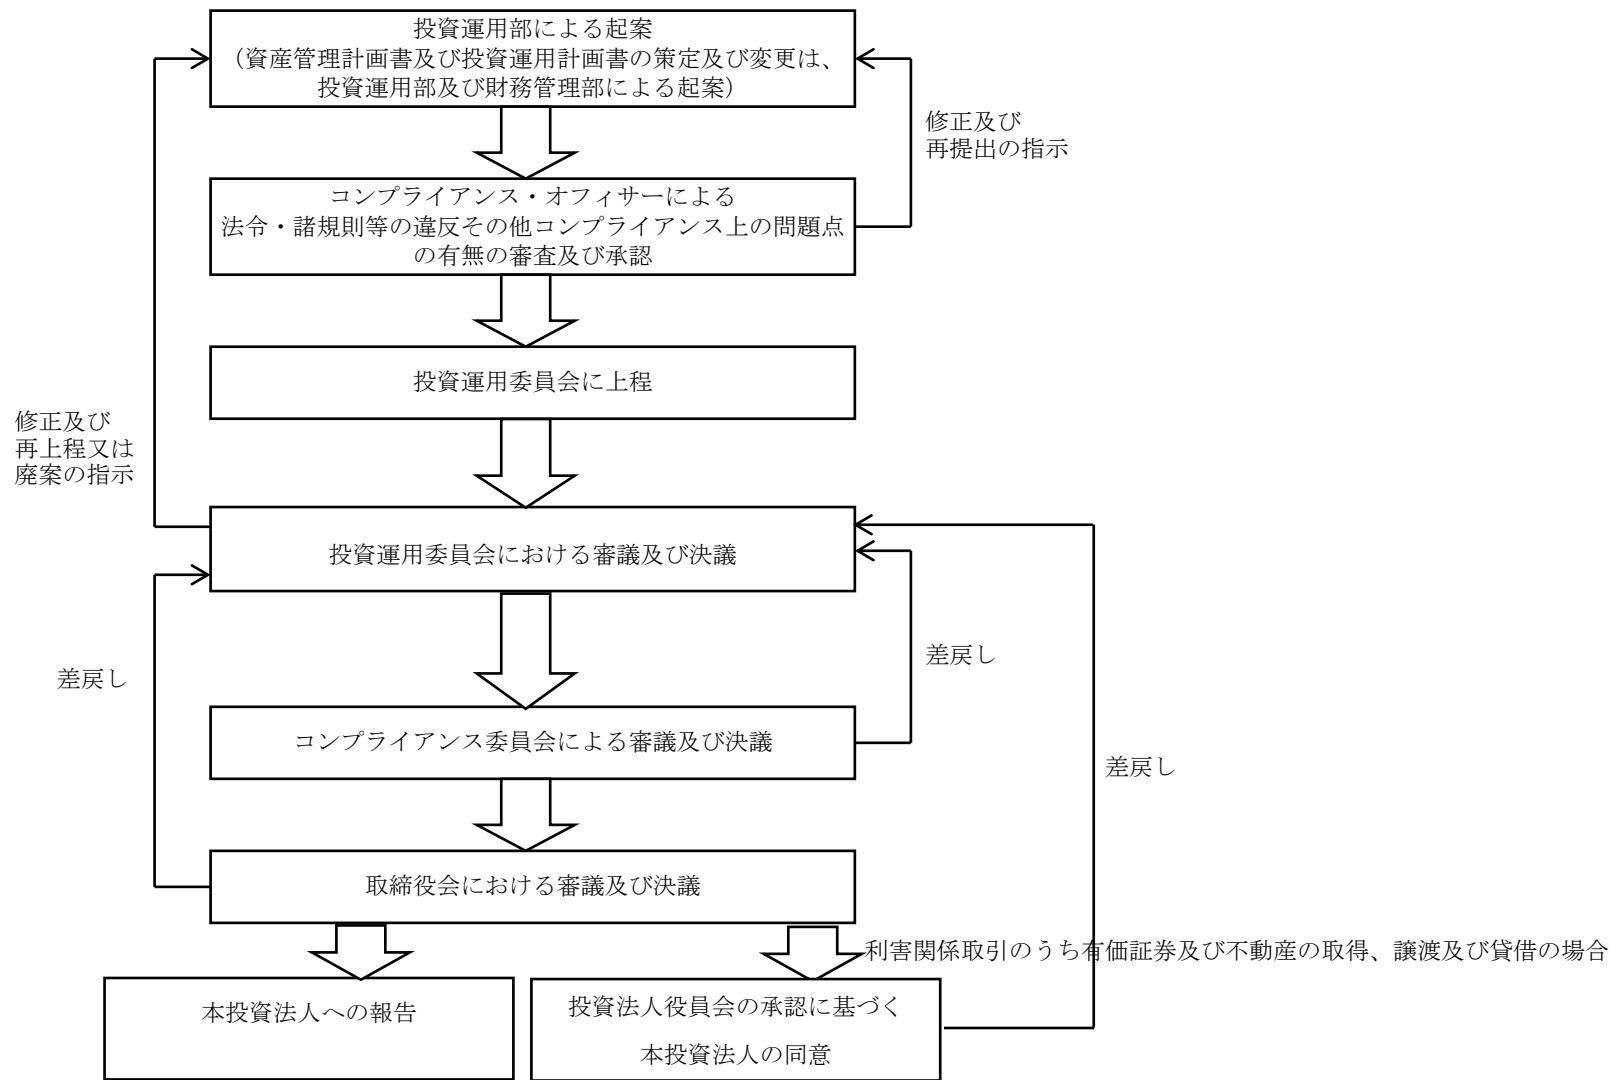 投資運用部による起案
（資産管理計画書及び投資運用計画書の策定及び変更は、
投資運用部及び財務管理部による起案）
修正及び
再提出の指示
コンプライアンス・オフィサーによる
法令・諸規則等の違反その他コンプライアンス上の問題点
の有無の審査及び承認
投資運用委員会に上程
修正及び
再上程又は
廃案の指示
投資運用委員会における審議及び決議
差戻し
差戻し
コンプライアンス委員会による審議及び決議
差戻し
取締役会における審議及び決議
利害関係取引のうち有価証券及び不動産の取得、譲渡及び貸借の場合
本投資法人への報告
投資法人役員会の承認に基づく
本投資法人の同意